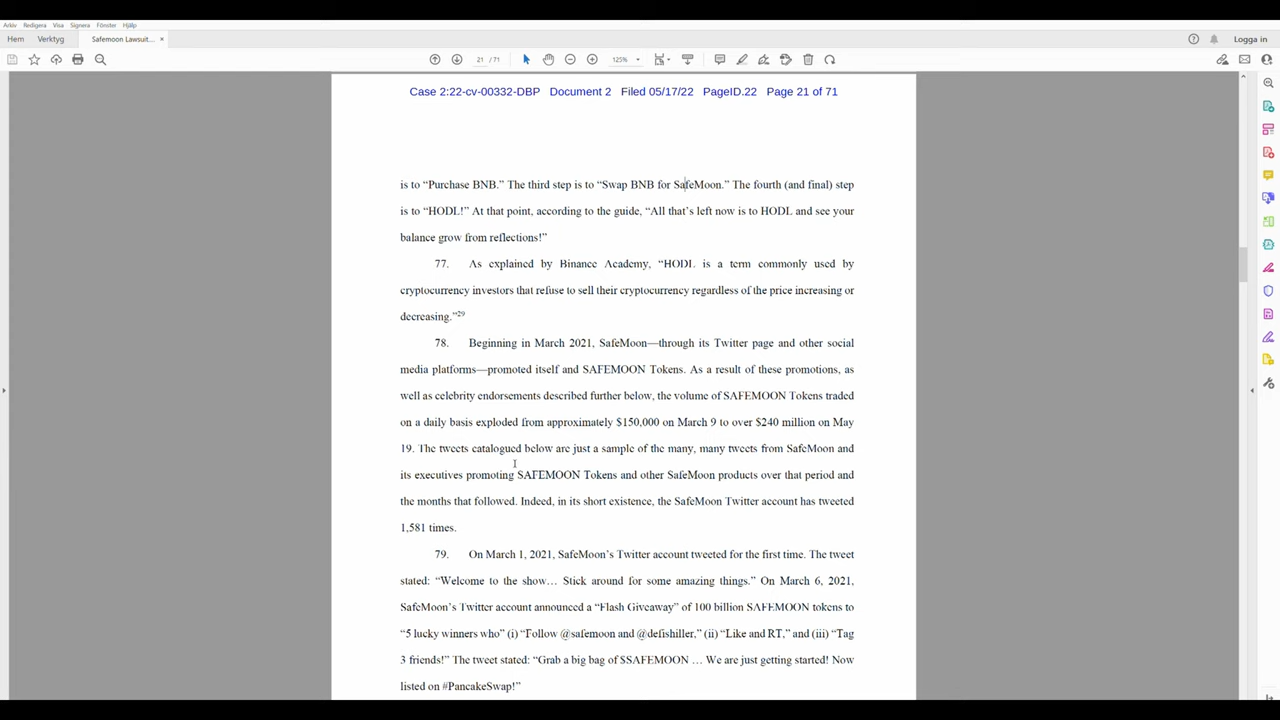 Arkiv Redigera Visa Signera Fönster Hjälp
Hem Verktyg Safemoon Lawsuit... × Logga in
21 / 71 125%
Case 2:22-cv-00332-DBP Document 2 Filed 05/17/22 PageID.22 Page 21 of 71
is to “Purchase BNB.” The third step is to “Swap BNB for SafeMoon.” The fourth (and final) step
is to “HODL!” At that point, according to the guide, “All that’s left now is to HODL and see your
balance grow from reflections!”
77. As explained by Binance Academy, “HODL is a term commonly used by
cryptocurrency investors that refuse to sell their cryptocurrency regardless of the price increasing or
decreasing.”29
78. Beginning in March 2021, SafeMoon—through its Twitter page and other social
media platforms—promoted itself and SAFEMOON Tokens. As a result of these promotions, as
well as celebrity endorsements described further below, the volume of SAFEMOON Tokens traded
on a daily basis exploded from approximately $150,000 on March 9 to over $240 million on May
19. The tweets catalogued below are just a sample of the many, many tweets from SafeMoon and
its executives promoting SAFEMOON Tokens and other SafeMoon products over that period and
the months that followed. Indeed, in its short existence, the SafeMoon Twitter account has tweeted
1,581 times.
79. On March 1, 2021, SafeMoon’s Twitter account tweeted for the first time. The tweet
stated: “Welcome to the show… Stick around for some amazing things.” On March 6, 2021,
SafeMoon’s Twitter account announced a “Flash Giveaway” of 100 billion SAFEMOON tokens to
“5 lucky winners who” (i) “Follow @safemoon and @defishiller,” (ii) “Like and RT,” and (iii) “Tag
3 friends!” The tweet stated: “Grab a big bag of $SAFEMOON … We are just getting started! Now
listed on #PancakeSwap!”